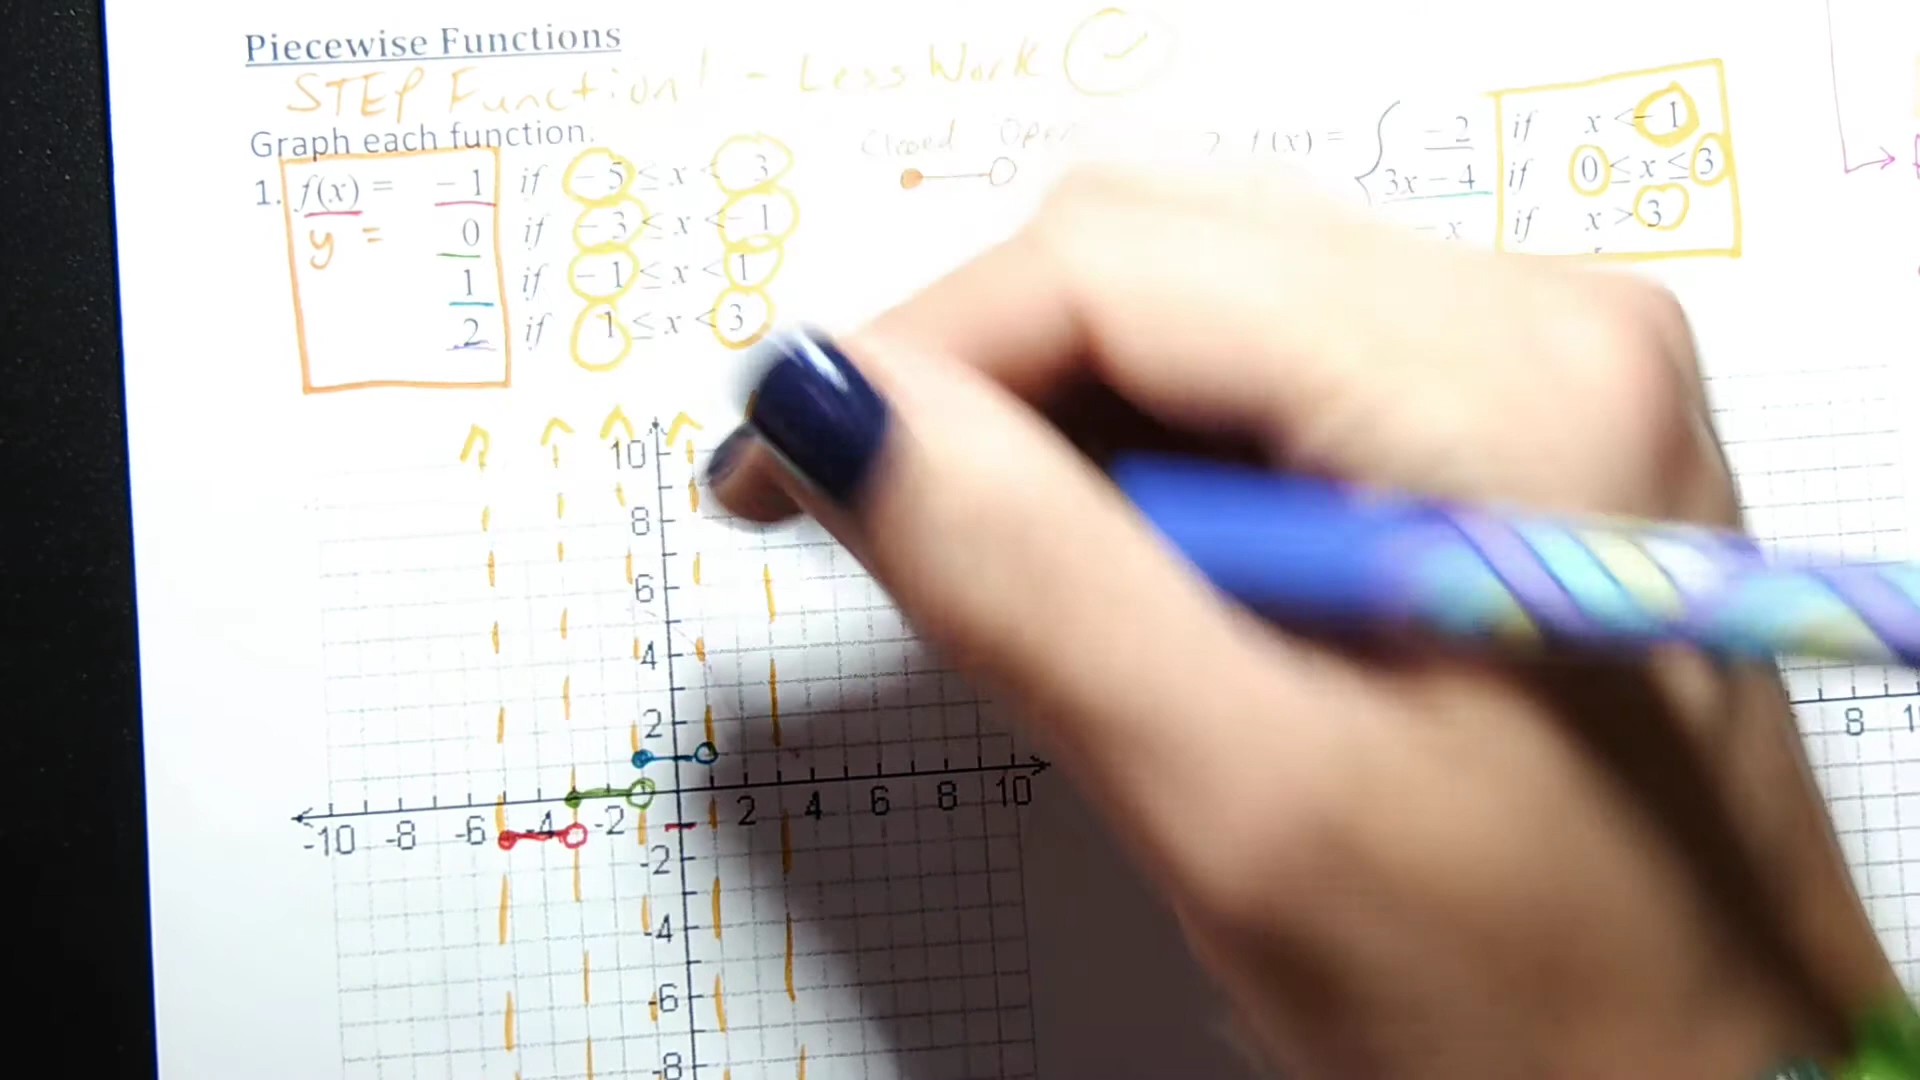 Piecewise Functions
STEP Function! - Less Work
Graph each function.
Closed Open
1. f(x) = -1 if -5 ≤ x < 3
y = 0 if -3 ≤ x < -1
1 if -1 ≤ x < 1
2 if 1 ≤ x < 3
f(x) = { -2 if x < -1
3x - 4 if 0 ≤ x ≤ 3
-x if x > 3
10
8
6
4
2
-10 -8 -6 -4 -2 2 4 6 8 10
-2
-4
-6
-8
8